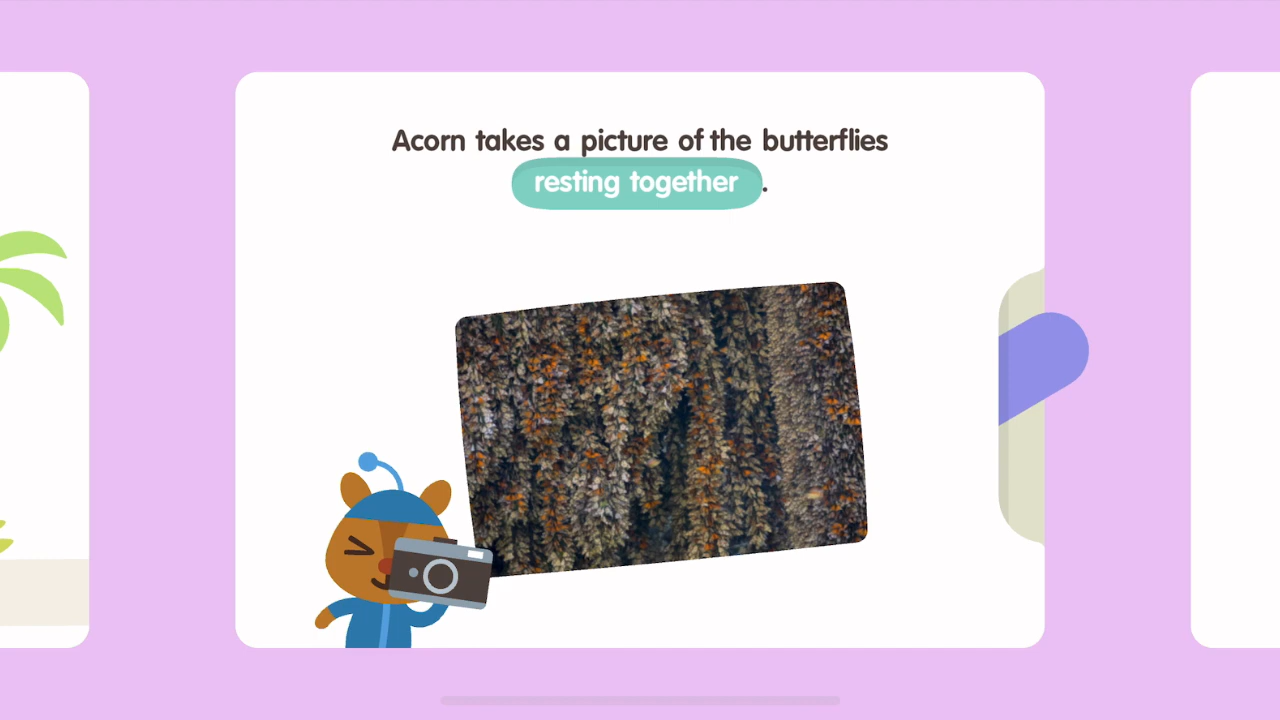 Acorn takes a picture of the butterflies
resting together.